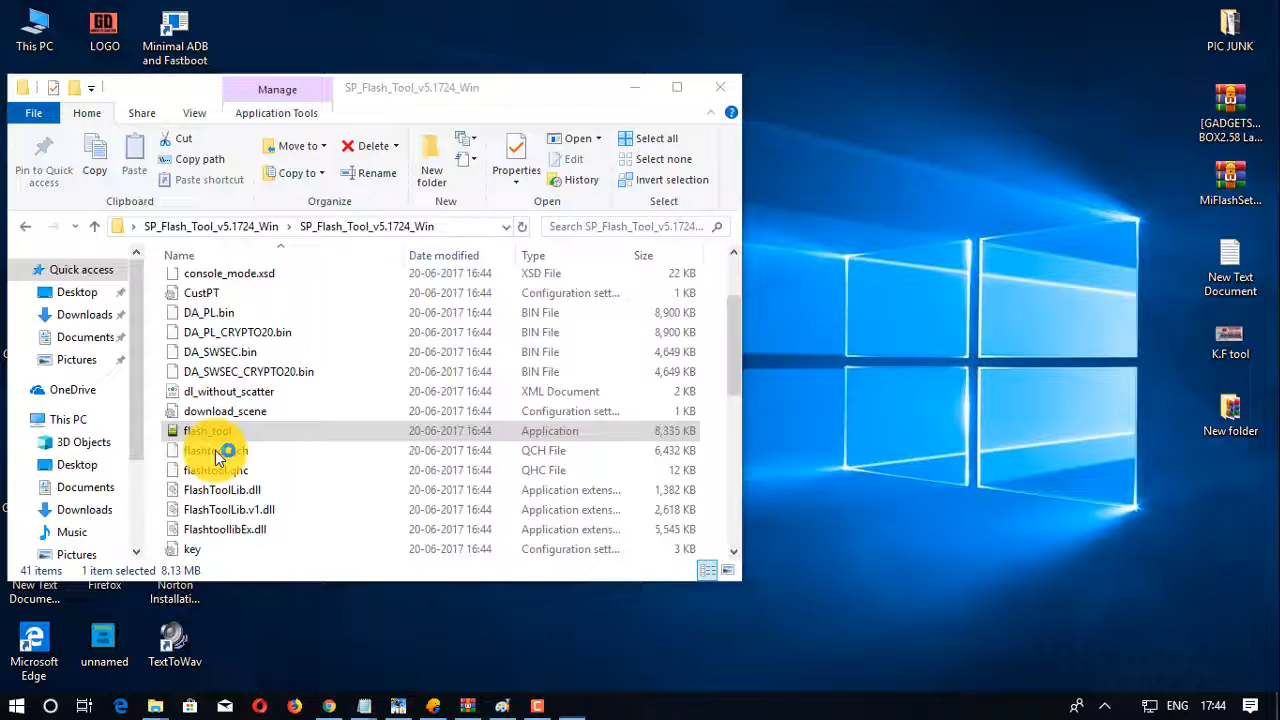 This PC
LOGO
Minimal ADB
and Fastboot
PIC JUNK
Manage
SP_Flash_Tool_v5.1724_Win
File
Home
Share
View
Application Tools
Pin to Quick
access
Copy
Paste
Cut
Copy path
Paste shortcut
Clipboard
Move to
Copy to
Delete
Rename
Organize
New
folder
New
Properties
Open
Edit
History
Open
Select all
Select none
Invert selection
Select
[GADGETS...
BOX2.58 La...
MiFlashSet...
SP_Flash_Tool_v5.1724_Win > SP_Flash_Tool_v5.1724_Win
Search SP_Flash_Tool_v5.1724...
Name Date modified Type Size
console_mode.xsd 20-06-2017 16:44 XSD File 22 KB
CustPT 20-06-2017 16:44 Configuration sett... 1 KB
DA_PL.bin 20-06-2017 16:44 BIN File 8,900 KB
DA_PL_CRYPTO20.bin 20-06-2017 16:44 BIN File 8,900 KB
DA_SWSEC.bin 20-06-2017 16:44 BIN File 4,649 KB
DA_SWSEC_CRYPTO20.bin 20-06-2017 16:44 BIN File 4,649 KB
dl_without_scatter 20-06-2017 16:44 XML Document 2 KB
download_scene 20-06-2017 16:44 Configuration sett... 1 KB
flash_tool 20-06-2017 16:44 Application 8,335 KB
20-06-2017 16:44 QCH File 6,432 KB
flashtool.qhc 20-06-2017 16:44 QHC File 12 KB
FlashToolLib.dll 20-06-2017 16:44 Application extens... 1,382 KB
FlashToolLib.v1.dll 20-06-2017 16:44 Application extens... 2,618 KB
FlashtoollibEx.dll 20-06-2017 16:44 Application extens... 5,545 KB
key 20-06-2017 16:44 Configuration sett... 3 KB
Quick access
Desktop
Downloads
Documents
Pictures
OneDrive
This PC
3D Objects
Desktop
Documents
Downloads
Music
Pictures
41 items 1 item selected 8.13 MB
New Text
Document
K.F tool
New folder
New Text
Docume...
Firefox
Norton
Installati...
Microsoft
Edge
unnamed
TextToWav
ENG 17:44